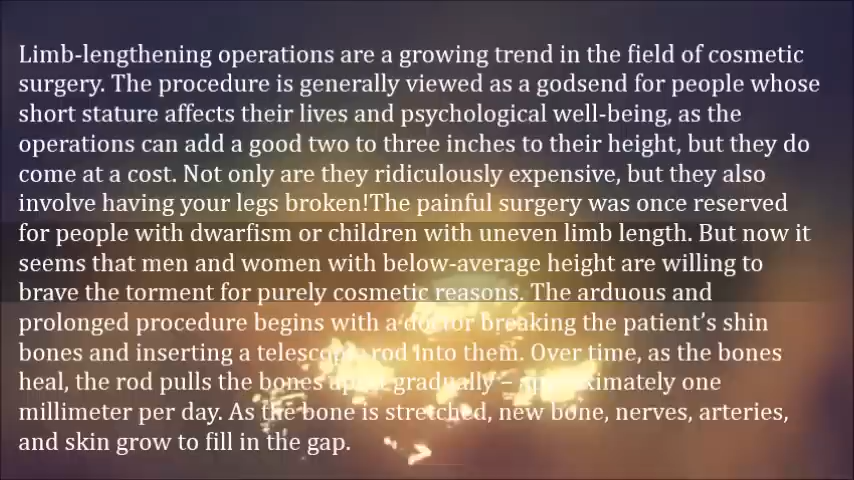 Limb-lengthening operations are a growing trend in the field of cosmetic
surgery. The procedure is generally viewed as a godsend for people whose
short stature affects their lives and psychological well-being, as the
operations can add a good two to three inches to their height, but they do
come at a cost. Not only are they ridiculously expensive, but they also
involve having your legs broken!The painful surgery was once reserved
for people with dwarfism or children with uneven limb length. But now it
seems that men and women with below-average height are willing to
brave the torment for purely cosmetic reasons. The arduous and
prolonged procedure begins with a doctor breaking the patient’s shin
bones and inserting a telescopic rod into them. Over time, as the bones
heal, the rod pulls the bones apart gradually – approximately one
millimeter per day. As the bone is stretched, new bone, nerves, arteries,
and skin grow to fill in the gap.